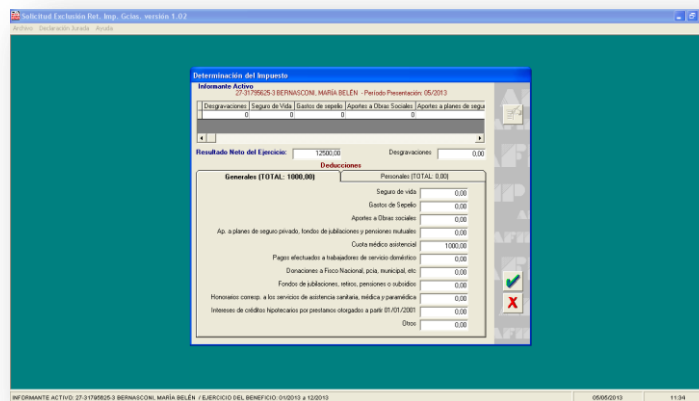 Solicitud Exclusión Ret. Imp. Gcias. versión 1.02
Archivo Declaración Jurada Ayuda
Determinación del Impuesto
Informante Activo
27-31795625-3 BERNASCONI, MARÍA BELÉN - Período Presentación: 05/2013
Desgravaciones Seguro de Vida Gastos de sepelio Aportes a Obras Sociales Aportes a planes de segu
0 0 0 0
Resultado Neto del Ejercicio: 12500,00 Desgravaciones 0,00
Deducciones
Generales (TOTAL: 1000,00) Personales (TOTAL: 0,00)
Seguro de vida 0,00
Gastos de Sepelio 0,00
Aportes a Obras sociales 0,00
Ap. a planes de seguro privado, fondos de jubilaciones y pensiones mutuales 0,00
Cuota médico asistencial 1000,00
Pagos efectuados a trabajadores de servicio doméstico 0,00
Donaciones a Fisco Nacional, pcia, municipal, etc 0,00
Fondos de jubilaciones, retiros, pensiones o subsidios 0,00
Honorarios corresp. a los servicios de asistencia sanitaria, médica y paramédica 0,00
Intereses de créditos hipotecarios por prestamos otorgados a partir 01/01/2001 0,00
Otros 0,00
INFORMANTE ACTIVO: 27-31795625-3 BERNASCONI, MARÍA BELÉN / EJERCICIO DEL BENEFICIO: 01/2013 a 12/2013 05/05/2013 11:34